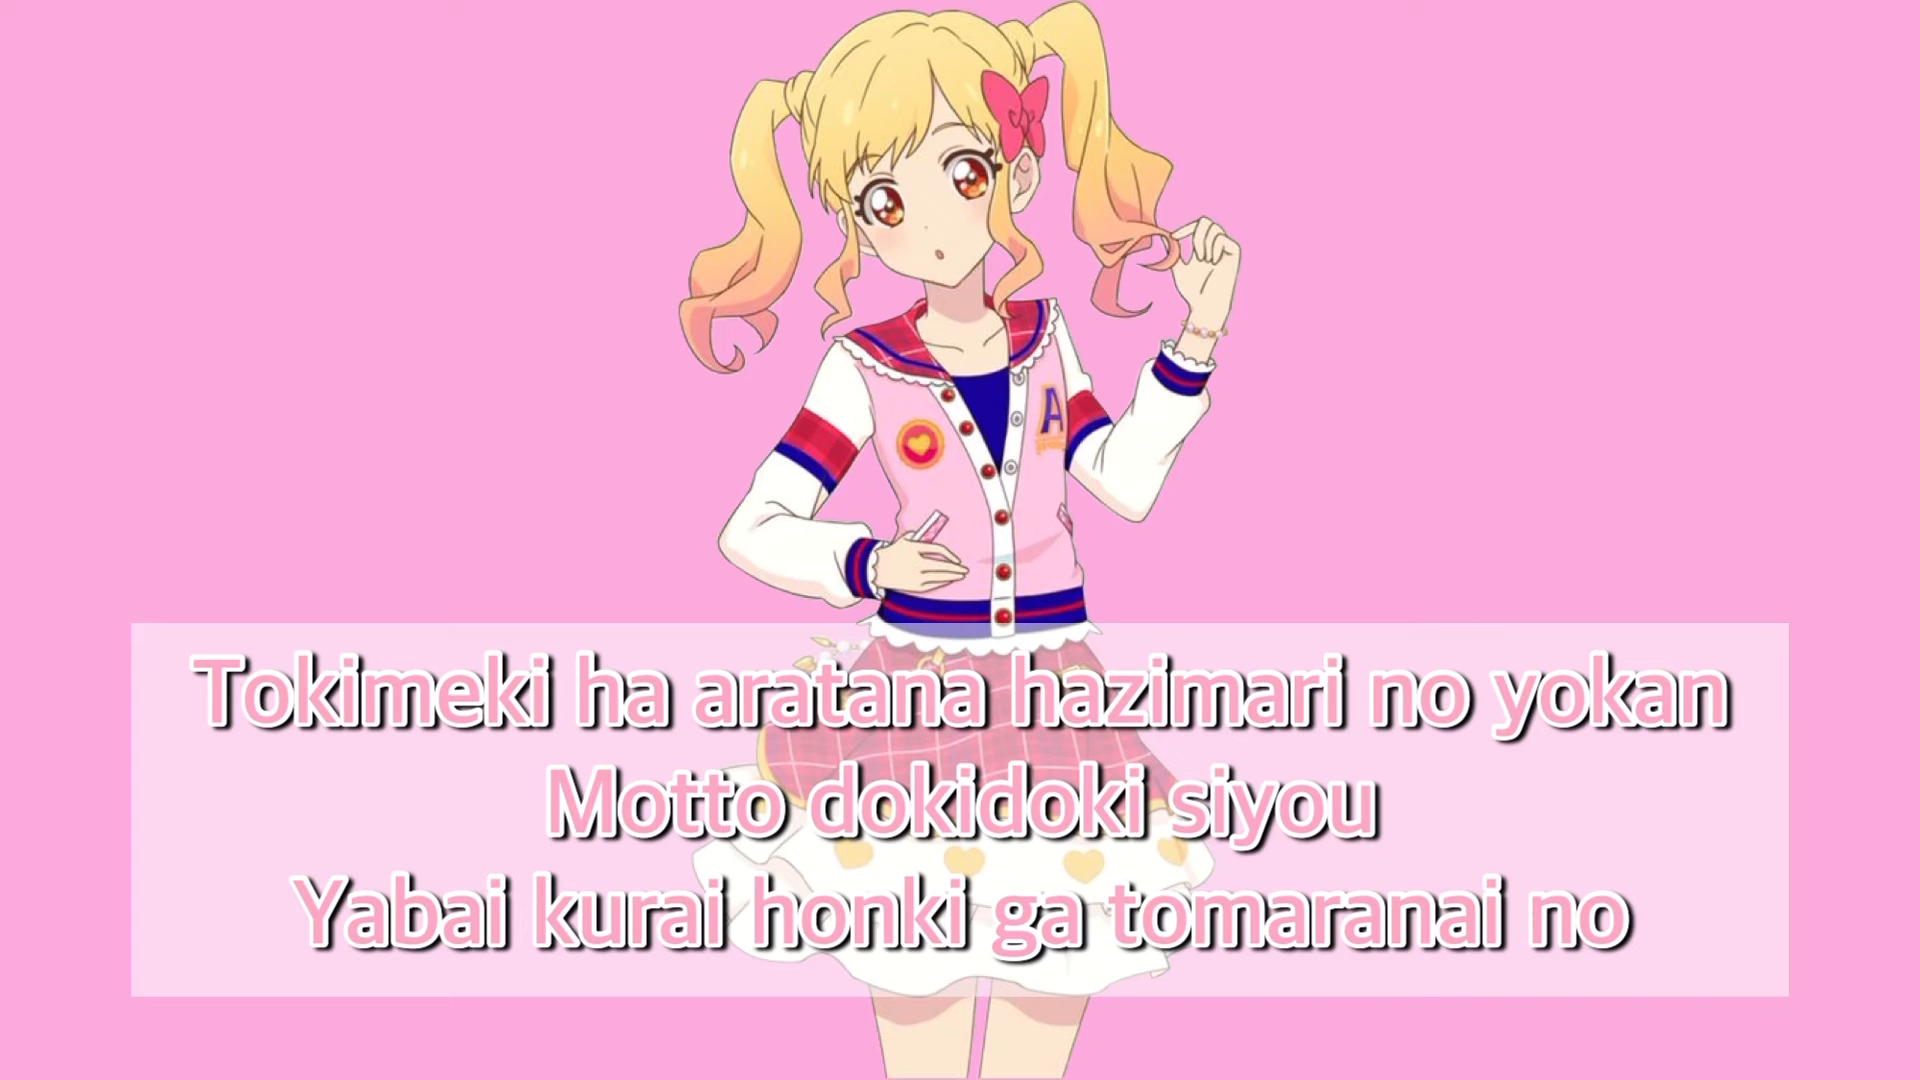 A
Tokimeki ha aratana hazimari no yokan
Motto dokidoki siyou
Yabai kurai honki ga tomaranai no